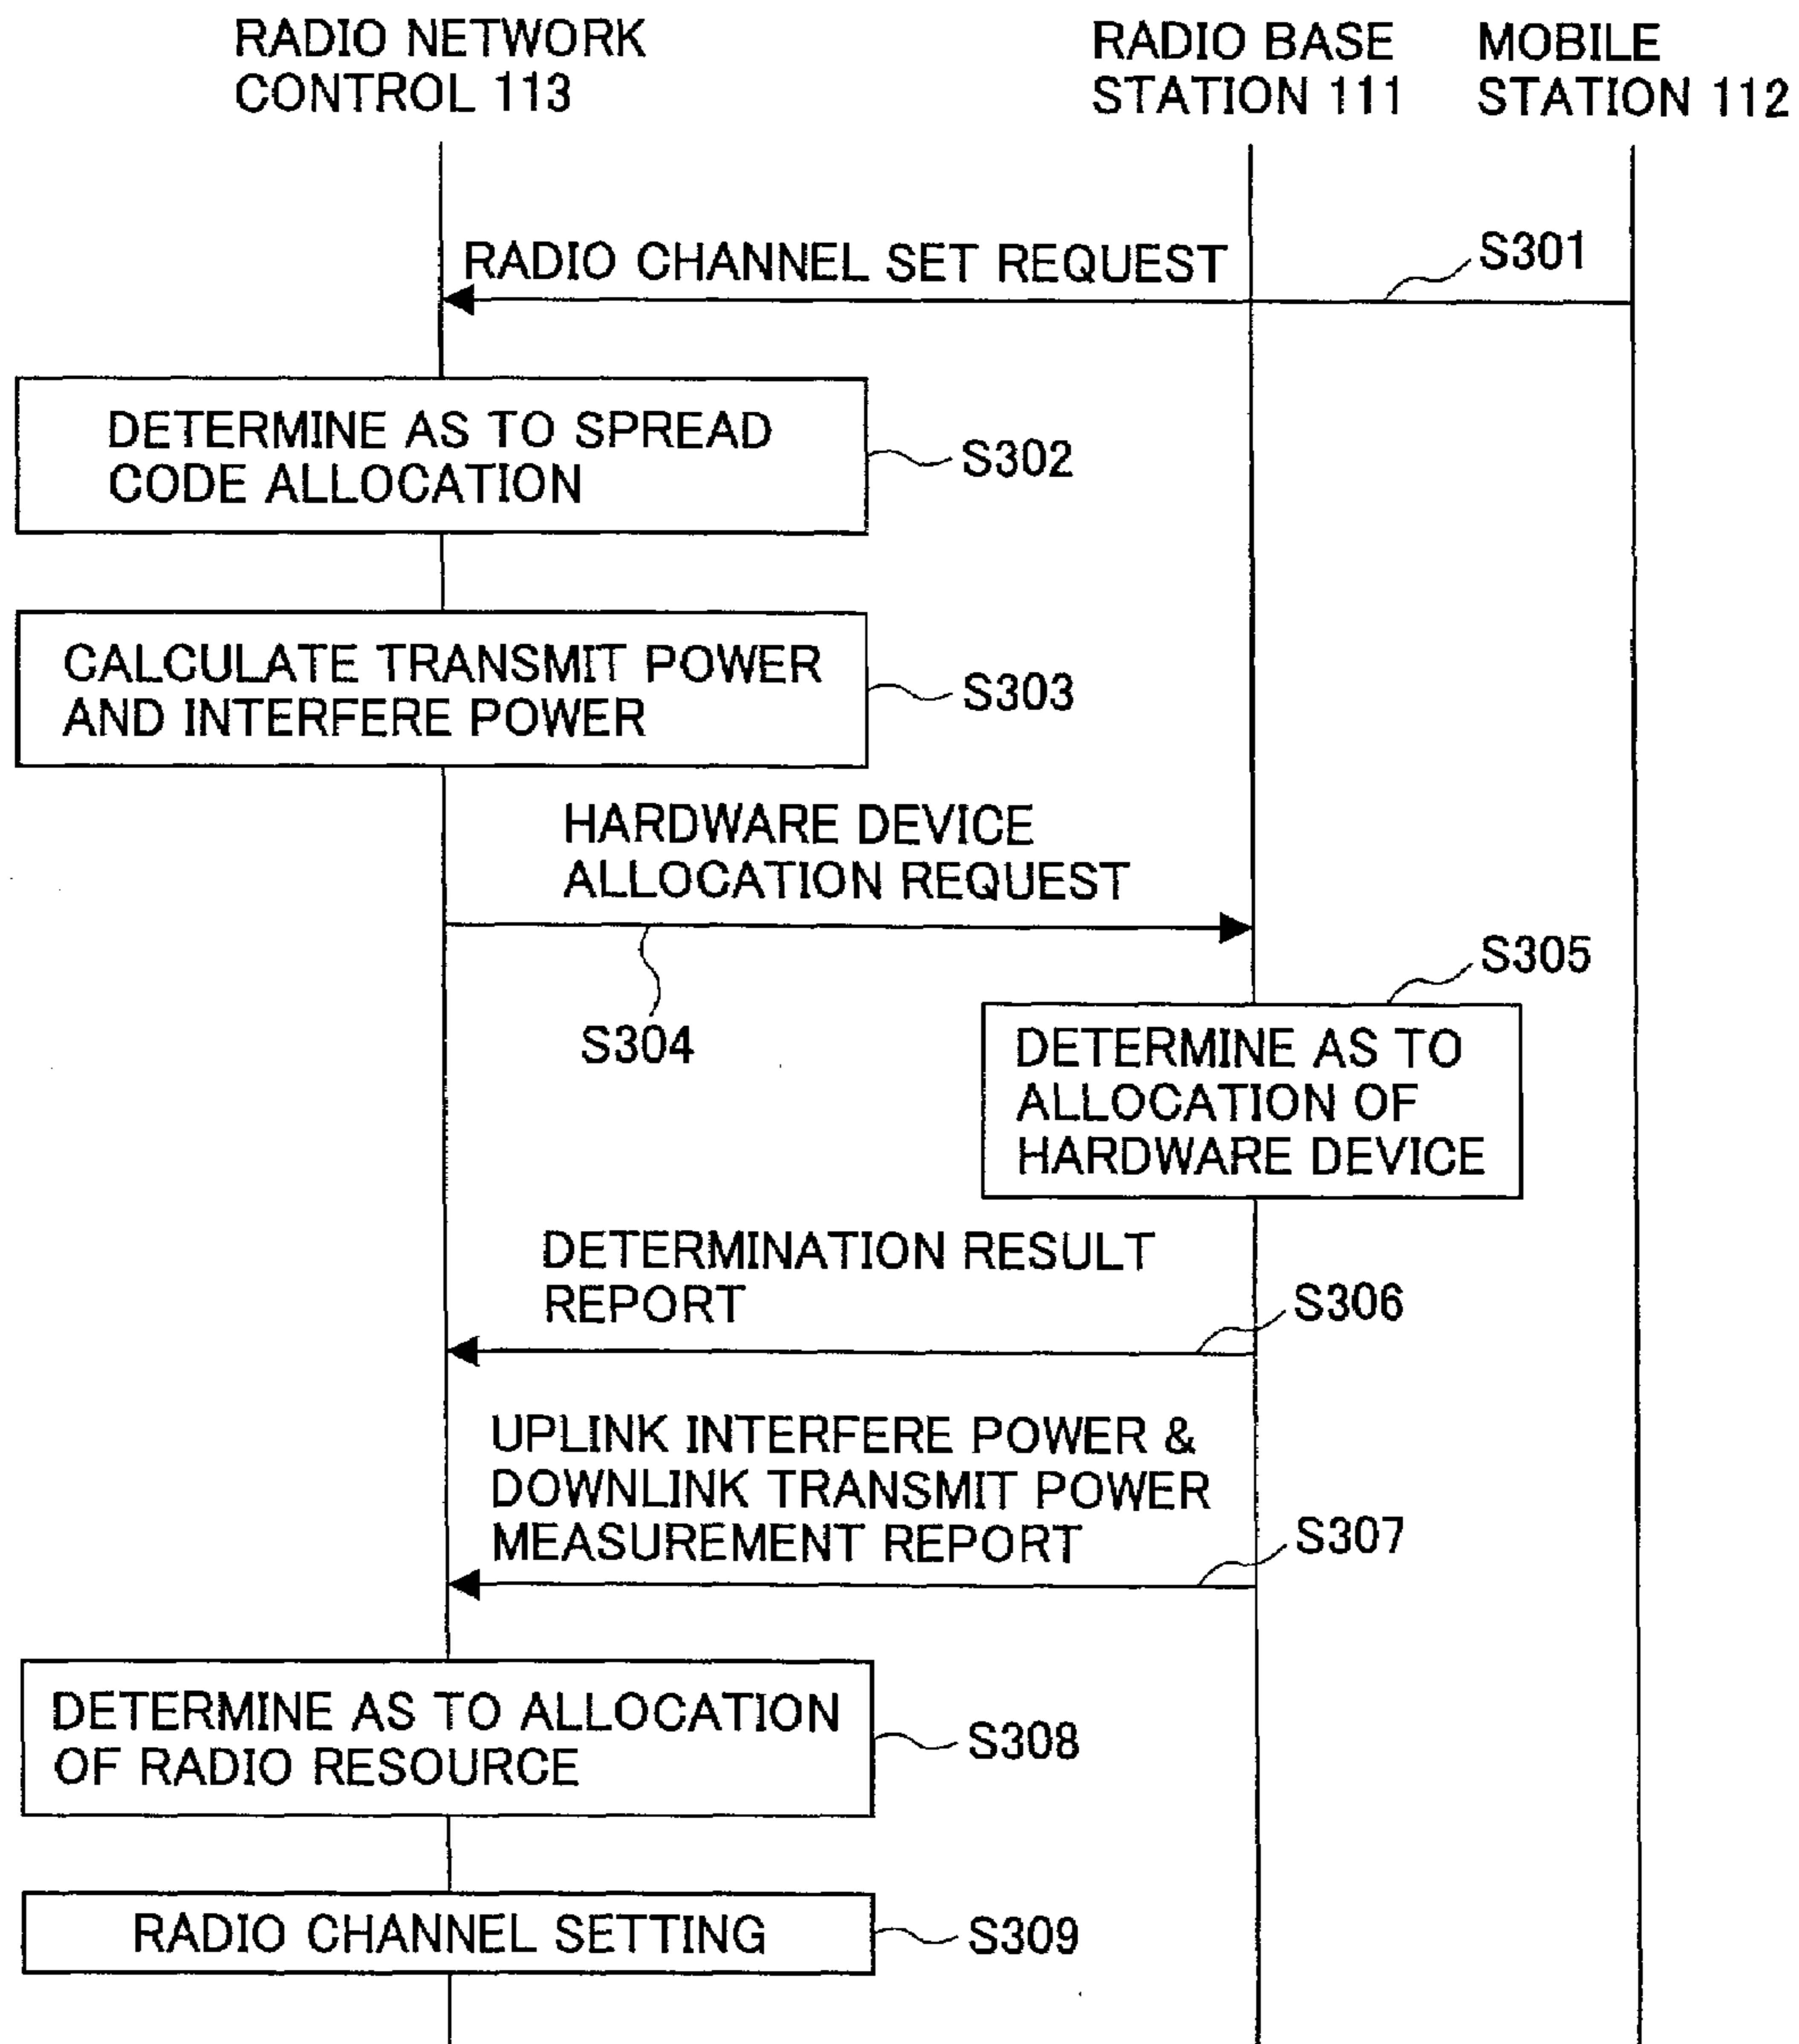 RADIO NETWORK
CONTROL 113
RADIO BASE
STATION 111
MOBILE
STATION 112
RADIO CHANNEL SET REQUEST
S301
DETERMINE AS TO SPREAD
CODE ALLOCATION
S302
CALCULATE TRANSMIT POWER
AND INTERFERE POWER
S303
HARDWARE DEVICE
ALLOCATION REQUEST
S304
S305
DETERMINE AS TO
ALLOCATION OF
HARDWARE DEVICE
DETERMINATION RESULT
REPORT
S306
UPLINK INTERFERE POWER &
DOWNLINK TRANSMIT POWER
MEASUREMENT REPORT
S307
DETERMINE AS TO ALLOCATION
OF RADIO RESOURCE
S308
RADIO CHANNEL SETTING
S309